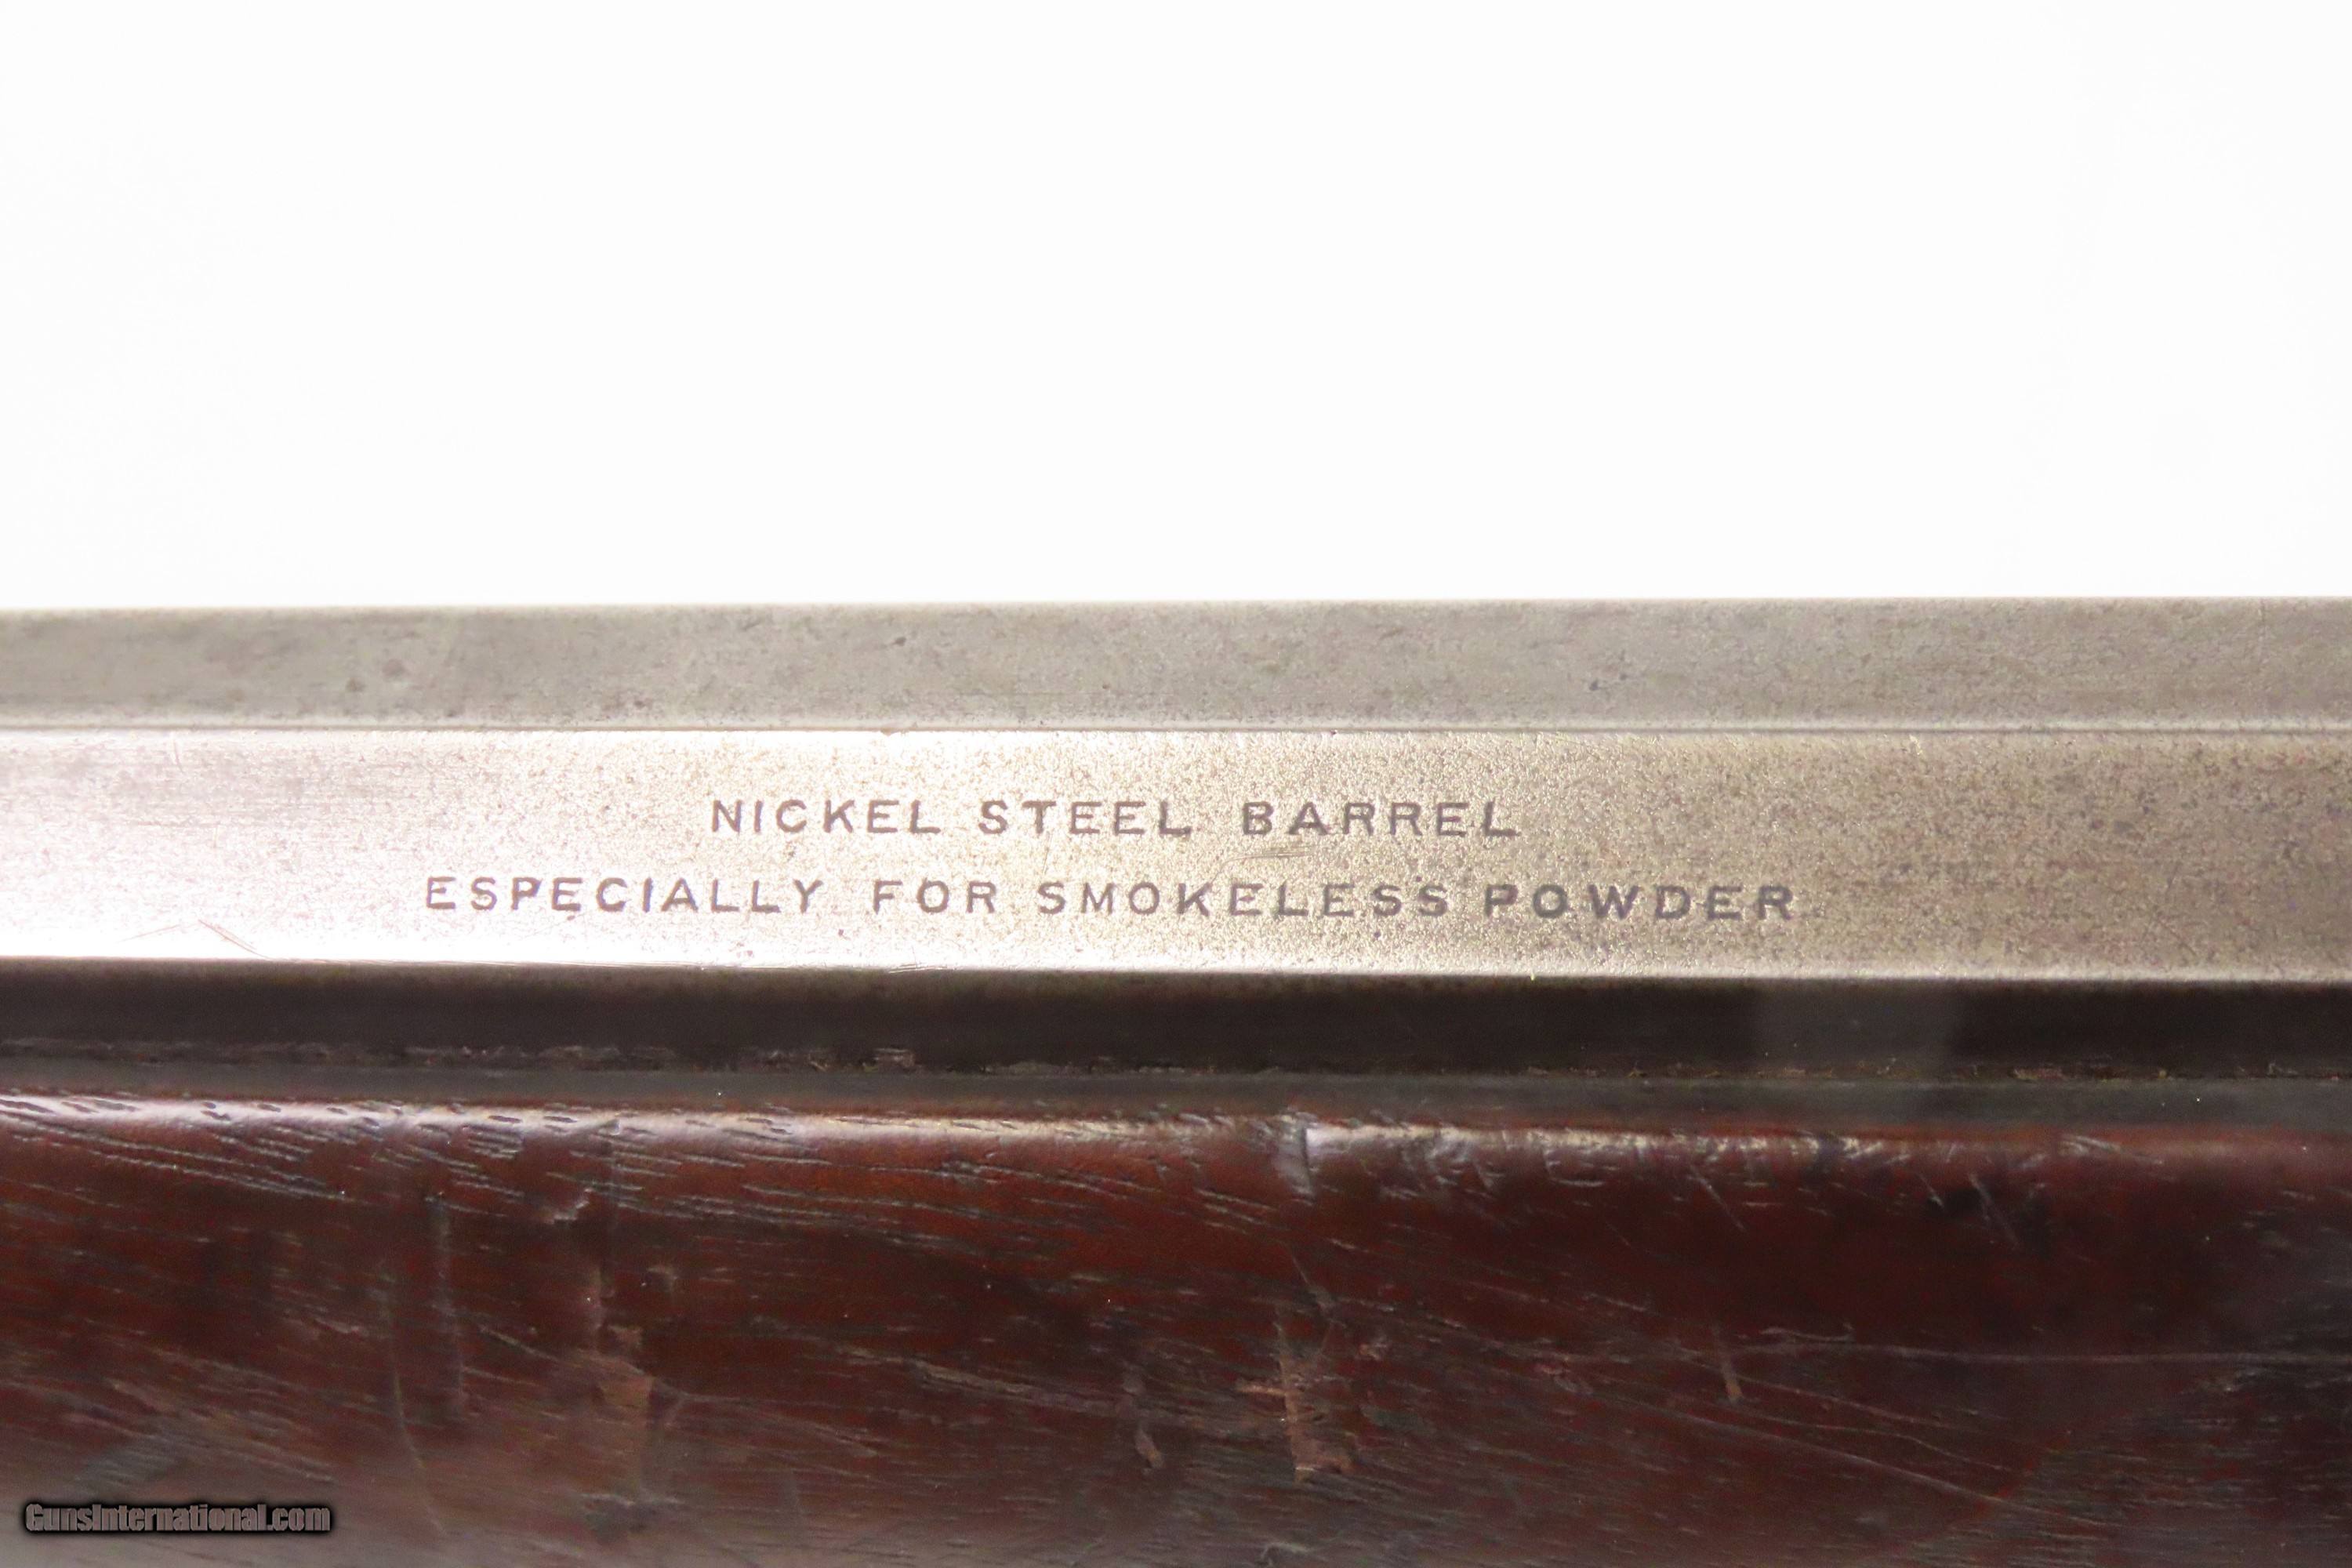 NICKEL STEEL BARREL
ESPECIALLY FOR SMOKELESS POWDER
GunsInternational.com